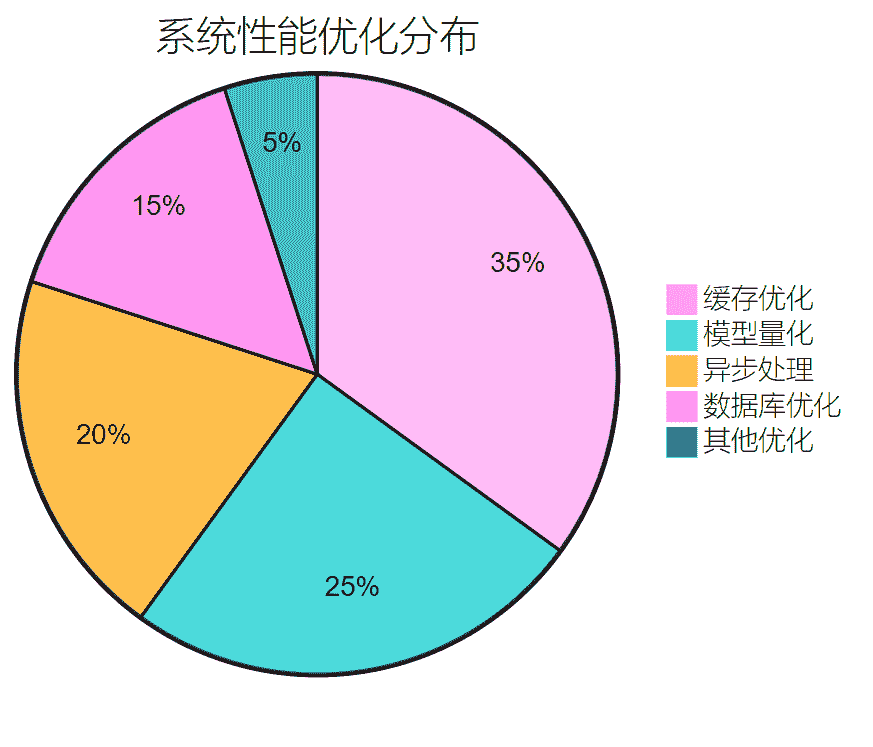 系统性能优化分布
5%
15%
35%
20%
25%
缓存优化
模型量化
异步处理
数据库优化
其他优化